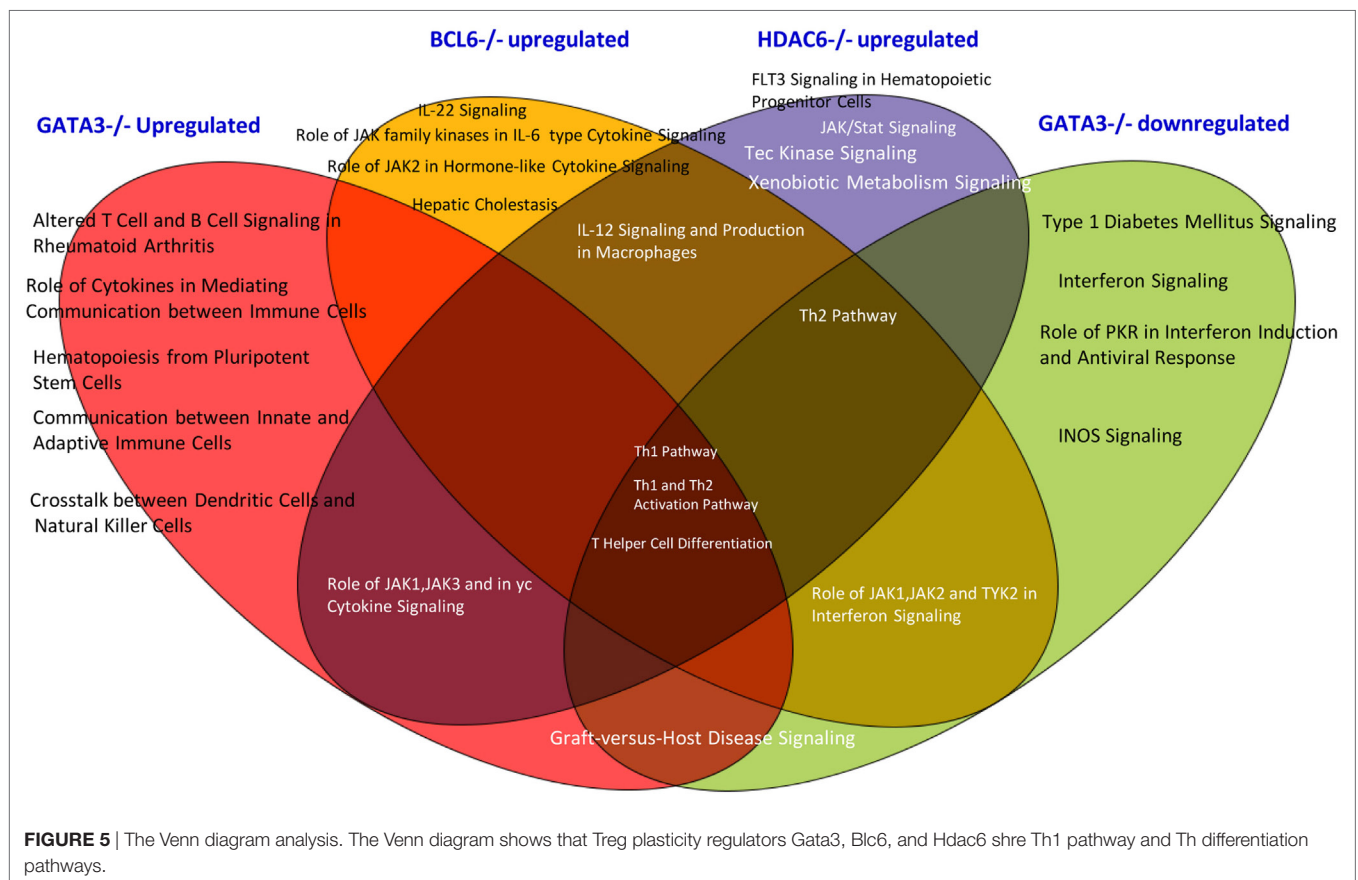 BCL6-/- upregulated
HDAC6-/- upregulated
GATA3-/- Upregulated
GATA3-/- downregulated
IL-22 Signaling
Role of JAK family kinases in IL-6 type Cytokine Signaling
Role of JAK2 in Hormone-like Cytokine Signaling
Hepatic Cholestasis
FLT3 Signaling in Hematopoietic
Progenitor Cells
JAK/Stat Signaling
Tec Kinase Signaling
Xenobiotic Metabolism Signaling
Altered T Cell and B Cell Signaling in
Rheumatoid Arthritis
Role of Cytokines in Mediating
Communication between Immune Cells
Hematopoiesis from Pluripotent
Stem Cells
Communication between Innate and
Adaptive Immune Cells
Crosstalk between Dendritic Cells and
Natural Killer Cells
IL-12 Signaling and Production
in Macrophages
Th2 Pathway
Type 1 Diabetes Mellitus Signaling
Interferon Signaling
Role of PKR in Interferon Induction
and Antiviral Response
INOS Signaling
Th1 Pathway
Th1 and Th2
Activation Pathway
T Helper Cell Differentiation
Role of JAK1,JAK3 and in yc
Cytokine Signaling
Role of JAK1,JAK2 and TYK2 in
Interferon Signaling
Graft-versus-Host Disease Signaling
FIGURE 5 | The Venn diagram analysis. The Venn diagram shows that Treg plasticity regulators Gata3, Blc6, and Hdac6 shre Th1 pathway and Th differentiation
pathways.